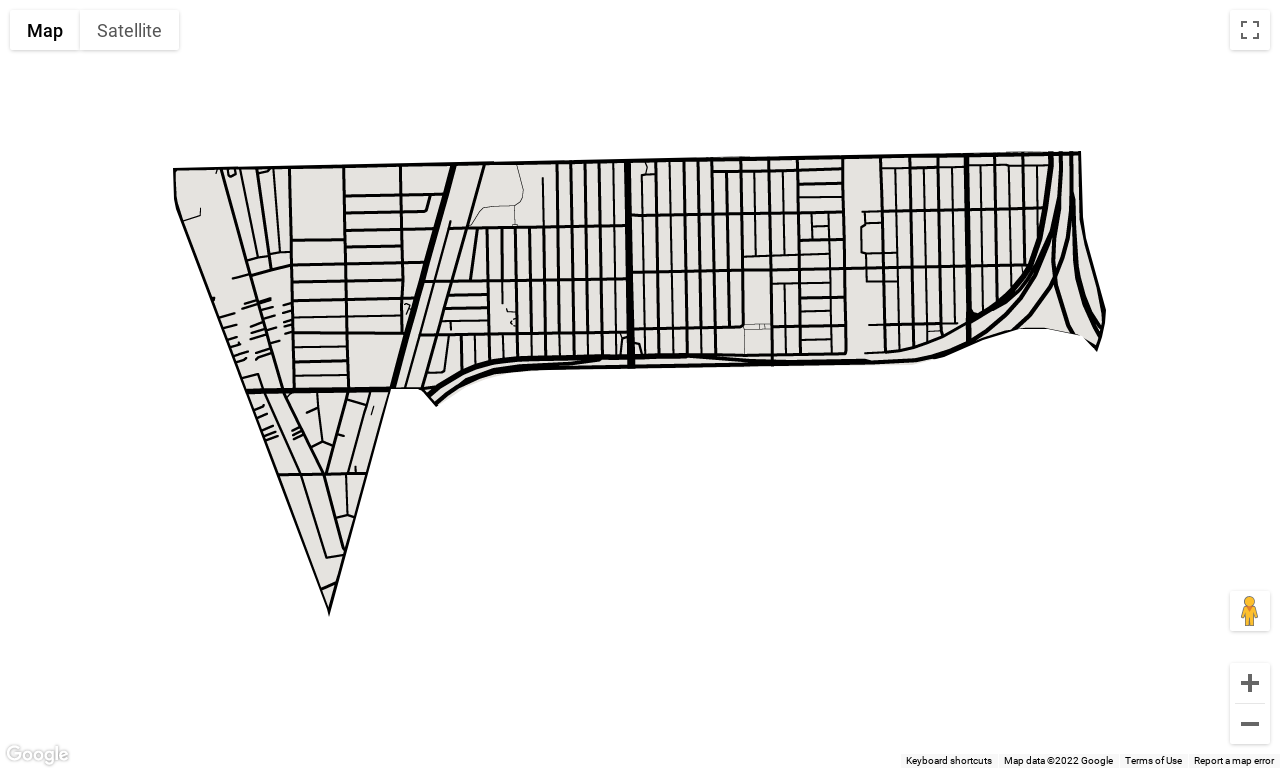 Map Satellite
Google
Keyboard shortcuts Map data ©2022 Google Terms of Use Report a map error